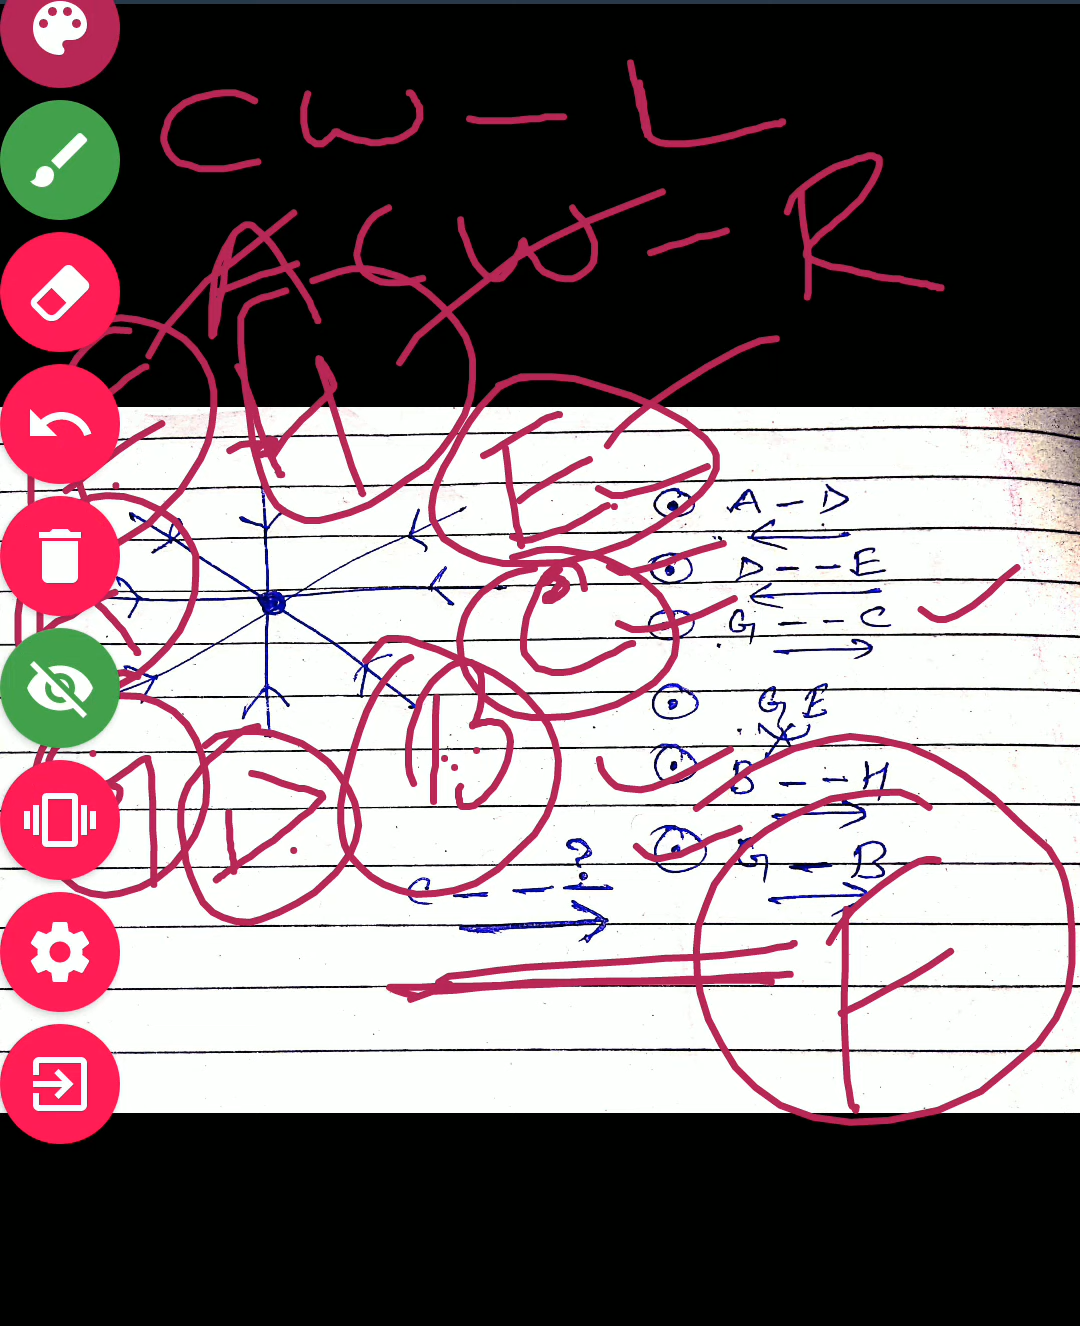 CW - L
ACW - R
A
E
A - D
D - - E
C
G - - C
G E
B
B - - H
D
G - B
C - - - ?
F